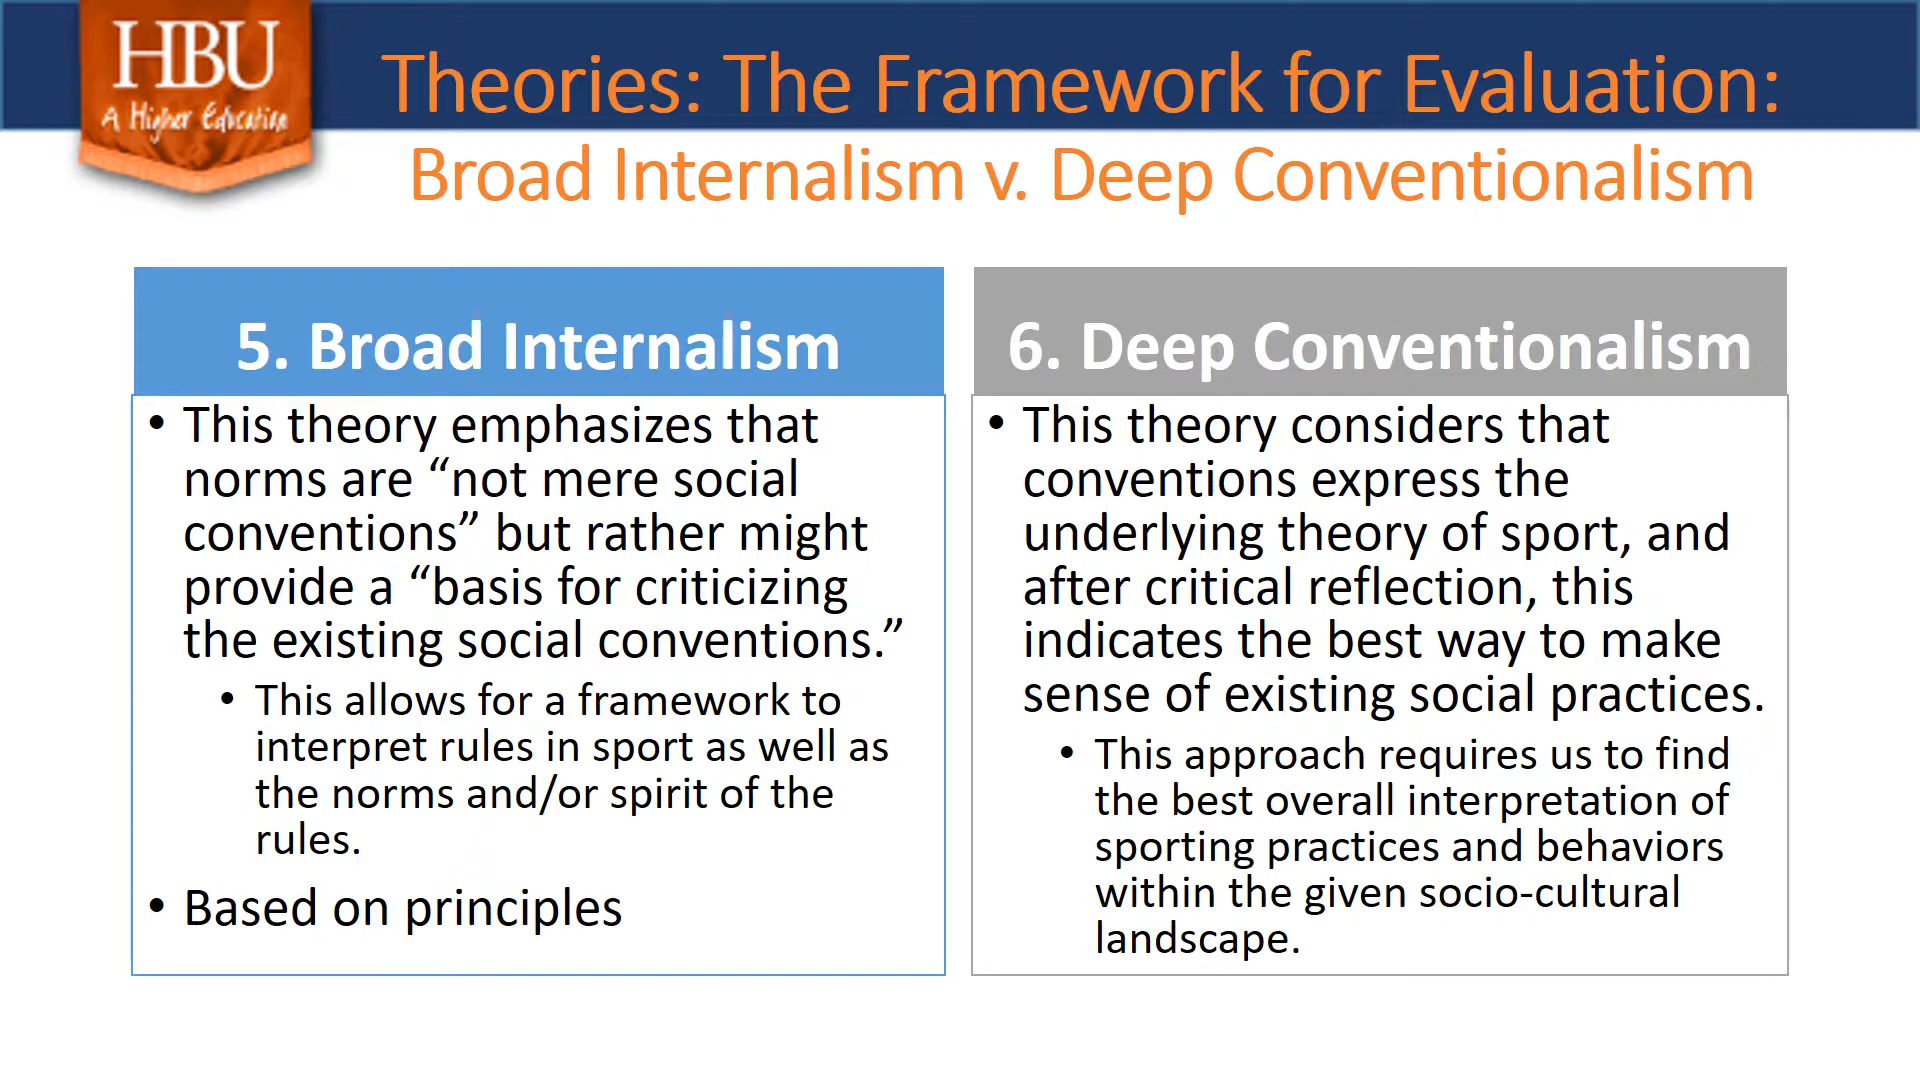 HBU
A Higher Education
Theories: The Framework for Evaluation:
Broad Internalism v. Deep Conventionalism
5. Broad Internalism
• This theory emphasizes that
norms are “not mere social
conventions” but rather might
provide a “basis for criticizing
the existing social conventions.”
• This allows for a framework to
interpret rules in sport as well as
the norms and/or spirit of the
rules.
• Based on principles
6. Deep Conventionalism
• This theory considers that
conventions express the
underlying theory of sport, and
after critical reflection, this
indicates the best way to make
sense of existing social practices.
• This approach requires us to find
the best overall interpretation of
sporting practices and behaviors
within the given socio-cultural
landscape.